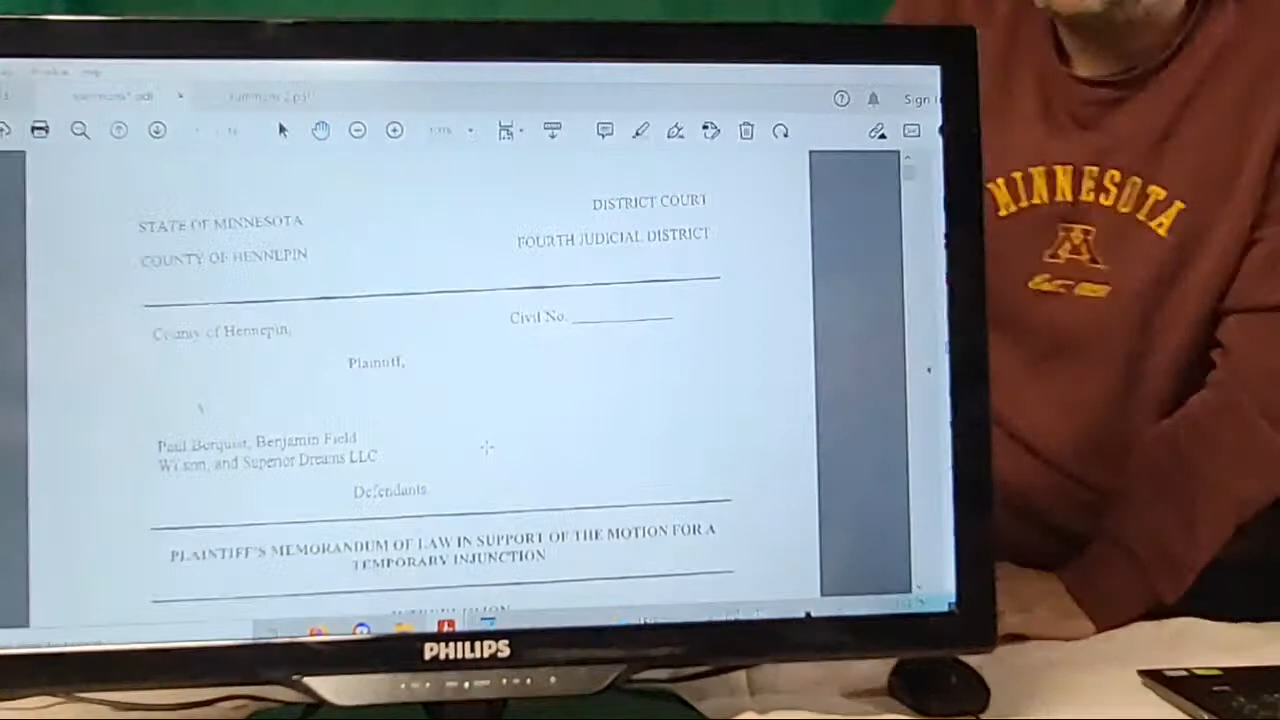 Sign i
DISTRICT COURT
STATE OF MINNESOTA
FOURTH JUDICIAL DISTRICT
COUNTY OF HENNEPIN
County of Hennepin,
Civil No.
Plaintiff,
Paul Borquist, Benjamin Field
Wilson, and Superior Dreams LLC
Defendants.
PLAINTIFF'S MEMORANDUM OF LAW IN SUPPORT OF THE MOTION FOR A
TEMPORARY INJUNCTION
PHILIPS
MINNESOTA
M